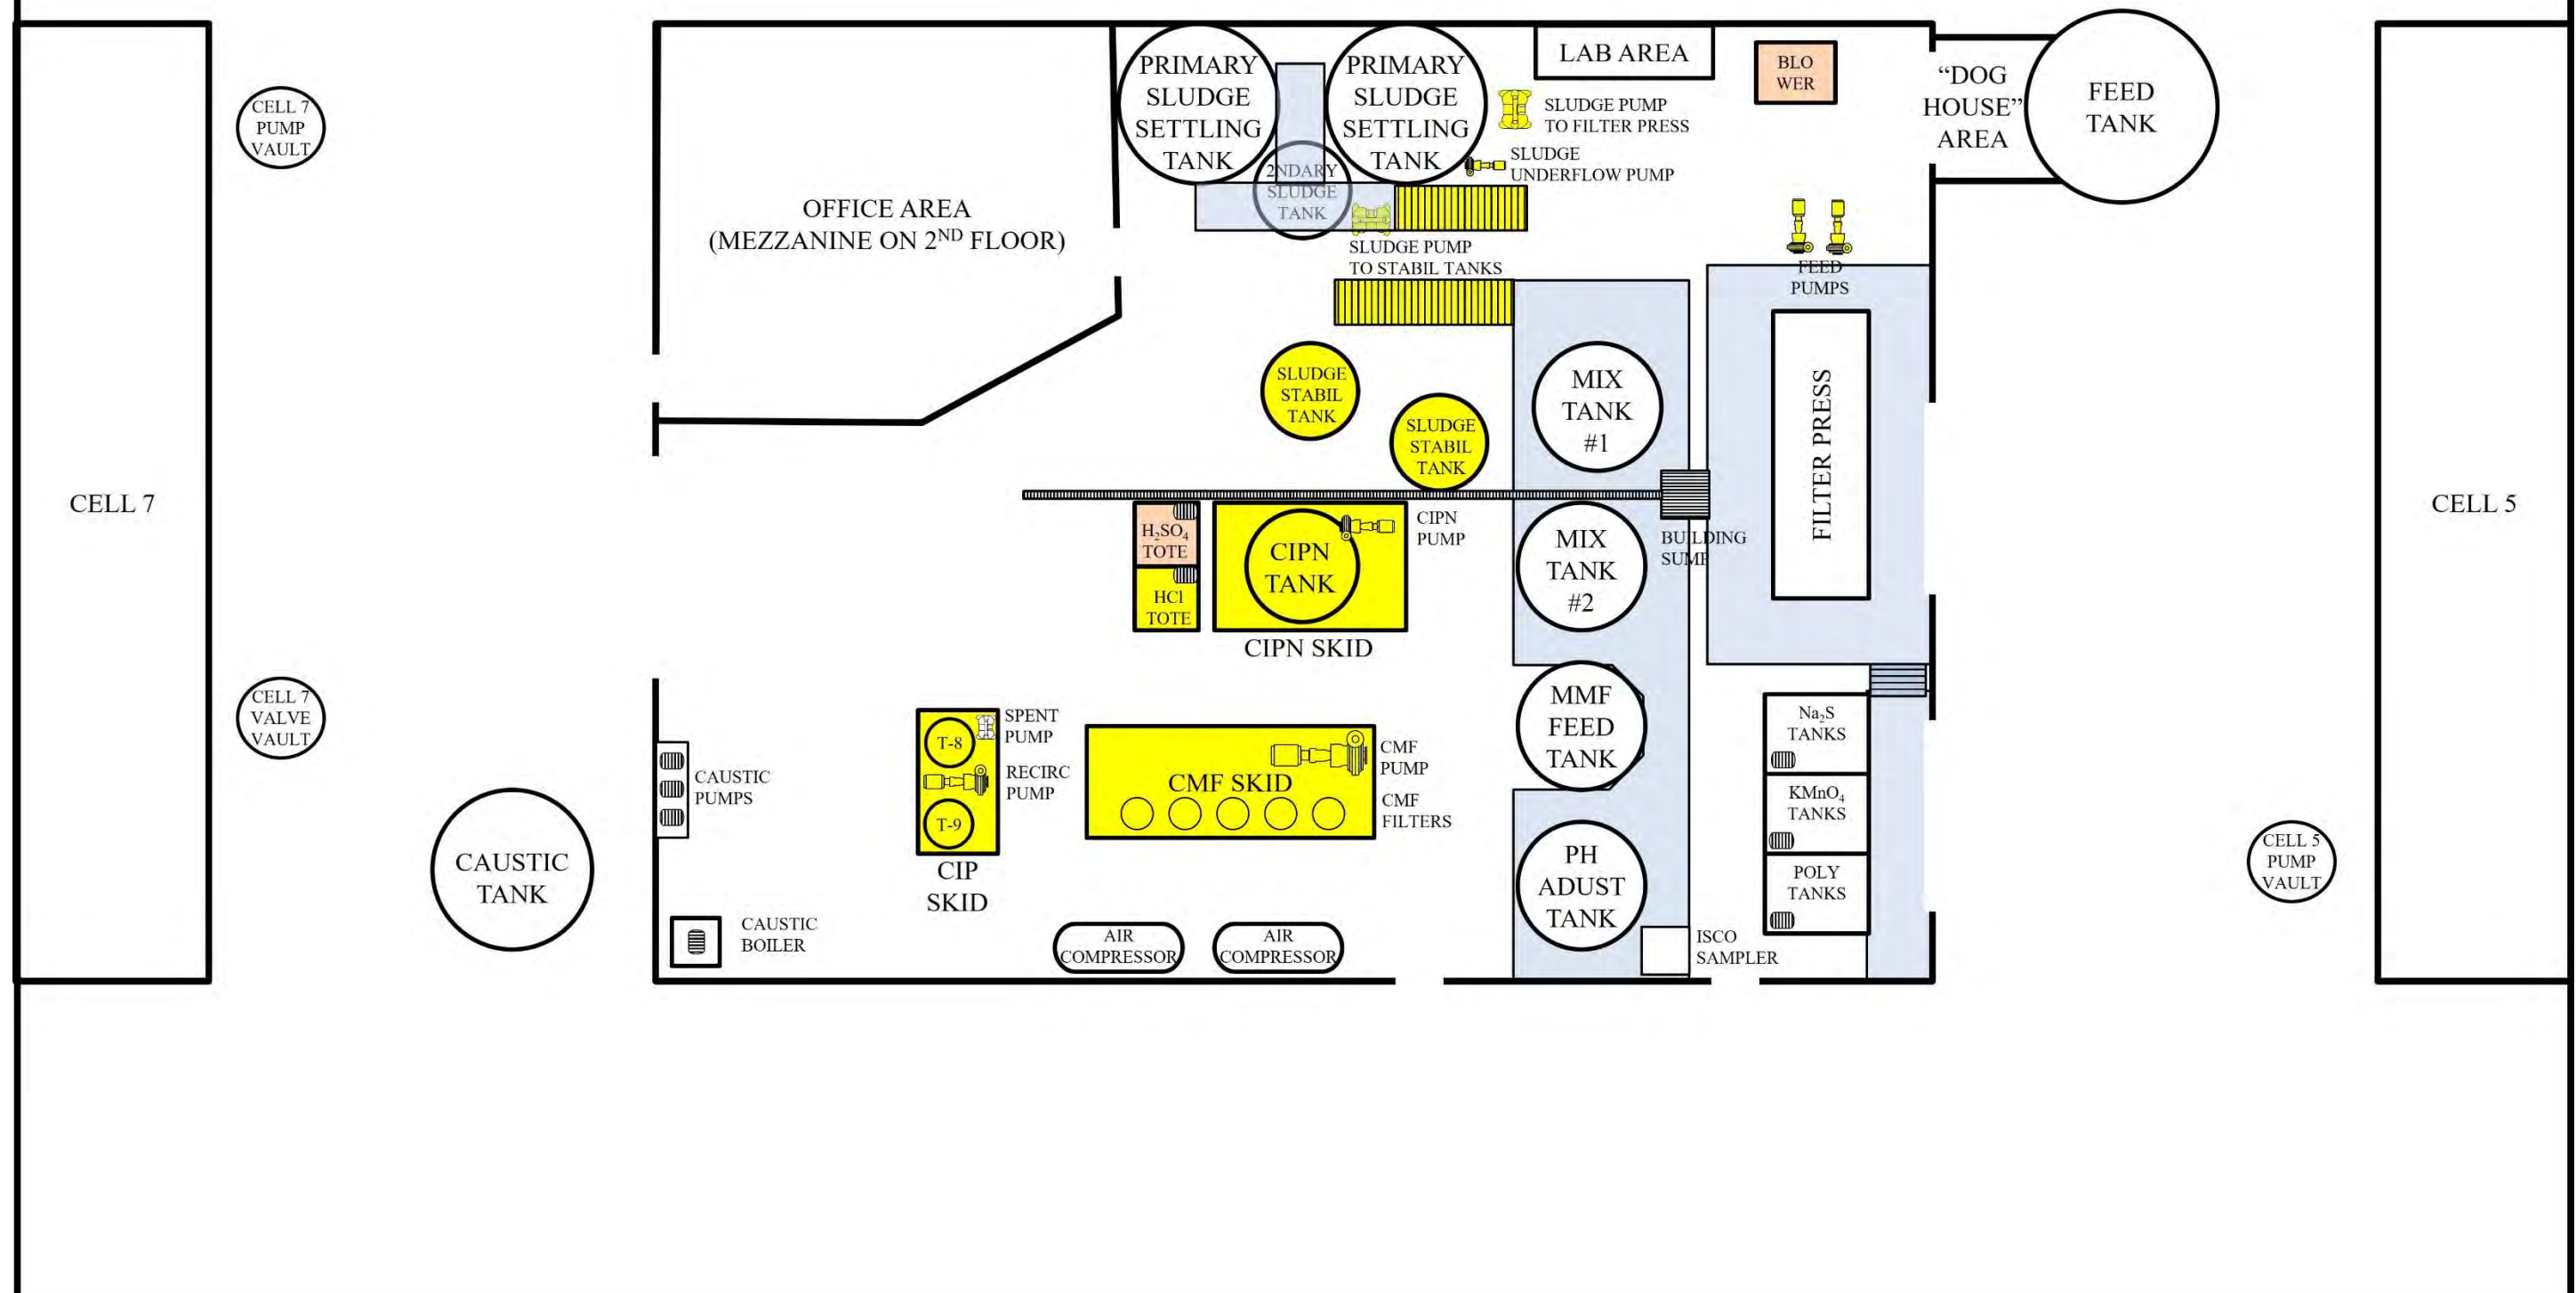 CELL 7
PUMP
VAULT
CELL 7
CELL 7
VALVE
VAULT
CAUSTIC
TANK
OFFICE AREA
(MEZZANINE ON 2ND FLOOR)
PRIMARY
SLUDGE
SETTLING
TANK
PRIMARY
SLUDGE
SETTLING
TANK
2NDARY
SLUDGE
TANK
LAB AREA
BLO
WER
SLUDGE PUMP
TO FILTER PRESS
SLUDGE
UNDERFLOW PUMP
SLUDGE PUMP
TO STABIL TANKS
"DOG
HOUSE"
AREA
FEED
TANK
FEED
PUMPS
FILTER PRESS
SLUDGE
STABIL
TANK
SLUDGE
STABIL
TANK
MIX
TANK
#1
H₂SO₄
TOTE
HCl
TOTE
CIPN
TANK
CIPN
PUMP
CIPN SKID
MIX
TANK
#2
BUILDING
SUMP
CELL 5
SPENT
PUMP
T-8
RECIRC
PUMP
T-9
CIP
SKID
CMF SKID
CMF
PUMP
CMF
FILTERS
MMF
FEED
TANK
Na₂S
TANKS
KMnO₄
TANKS
POLY
TANKS
CAUSTIC
PUMPS
CAUSTIC
BOILER
AIR
COMPRESSOR
AIR
COMPRESSOR
PH
ADUST
TANK
ISCO
SAMPLER
CELL 5
PUMP
VAULT